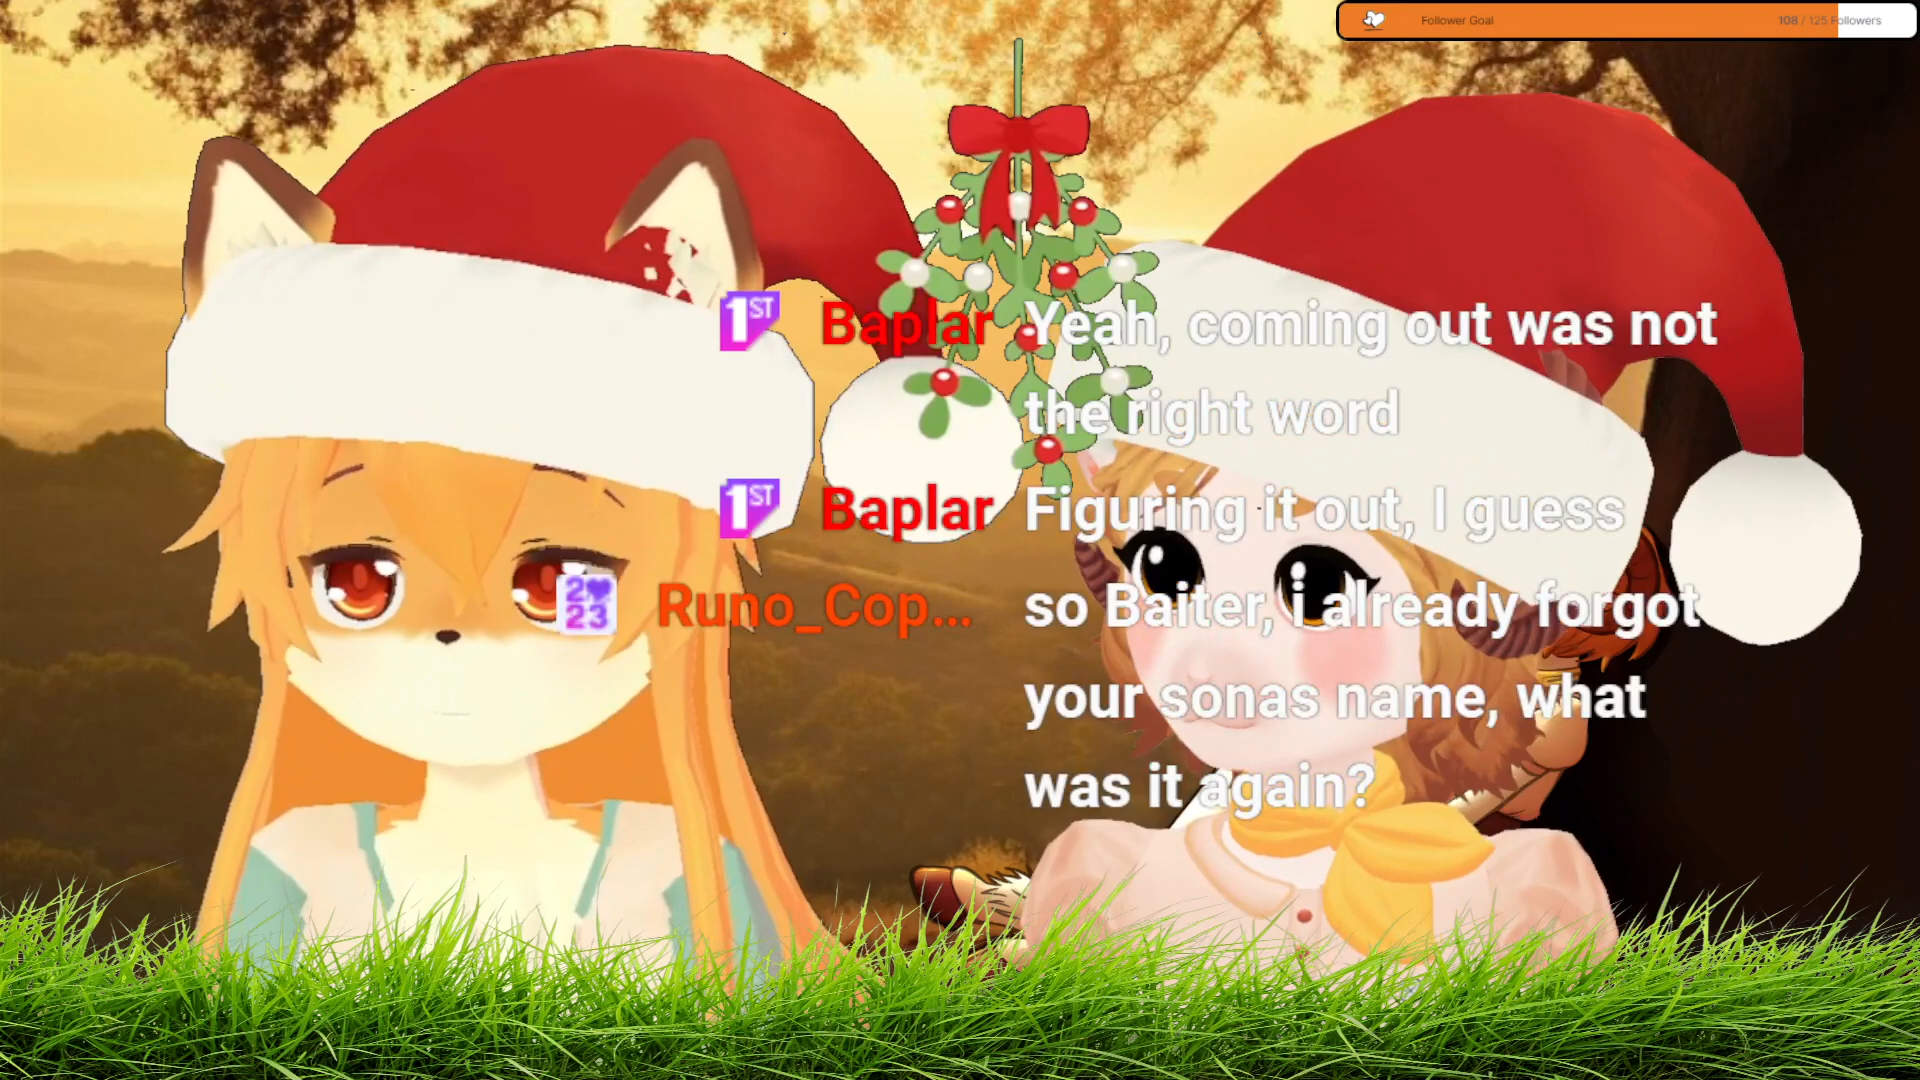 Follower Goal 108 / 125 Followers
1ST Baplar Yeah, coming out was not
the right word
1ST Baplar Figuring it out, I guess
2023 Runo_Cop... so Baiter, i already forgot
your sonas name, what
was it again?